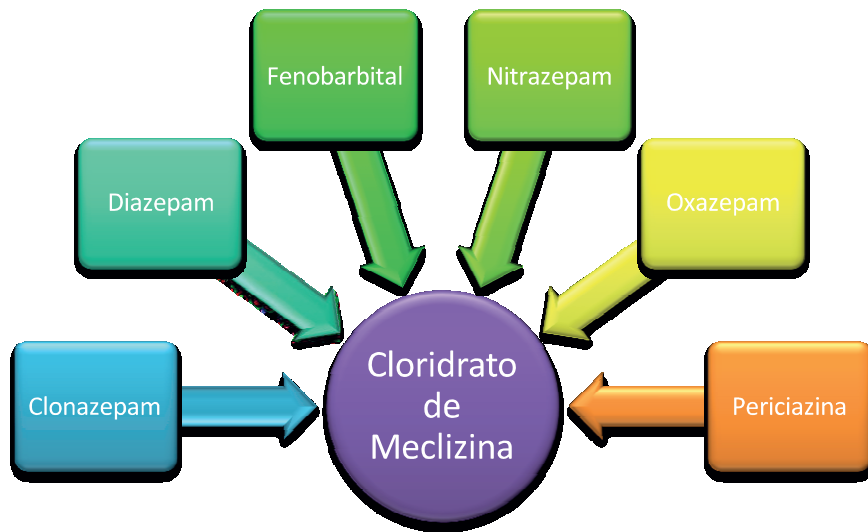 Fenobarbital
Nitrazepam
Diazepam
Oxazepam
Clonazepam
Cloridrato
de
Meclizina
Periciazina